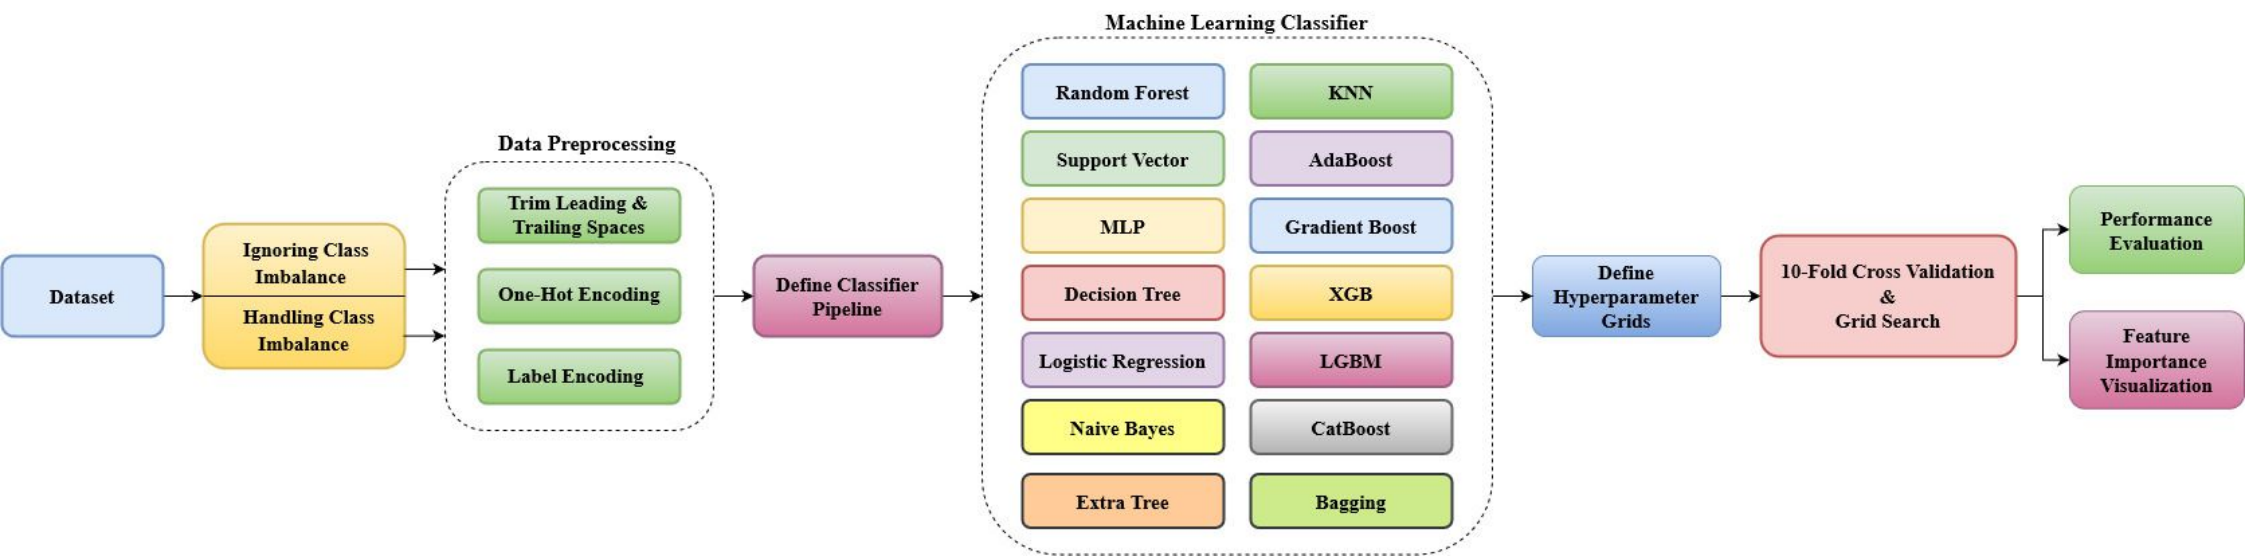 Dataset
Ignoring Class
Imbalance
Handling Class
Imbalance
Data Preprocessing
Trim Leading &
Trailing Spaces
One-Hot Encoding
Label Encoding
Define Classifier
Pipeline
Machine Learning Classifier
Random Forest
KNN
Support Vector
AdaBoost
MLP
Gradient Boost
Decision Tree
XGB
Logistic Regression
LGBM
Naive Bayes
CatBoost
Extra Tree
Bagging
Define
Hyperparameter
Grids
10-Fold Cross Validation
&
Grid Search
Performance
Evaluation
Feature
Importance
Visualization